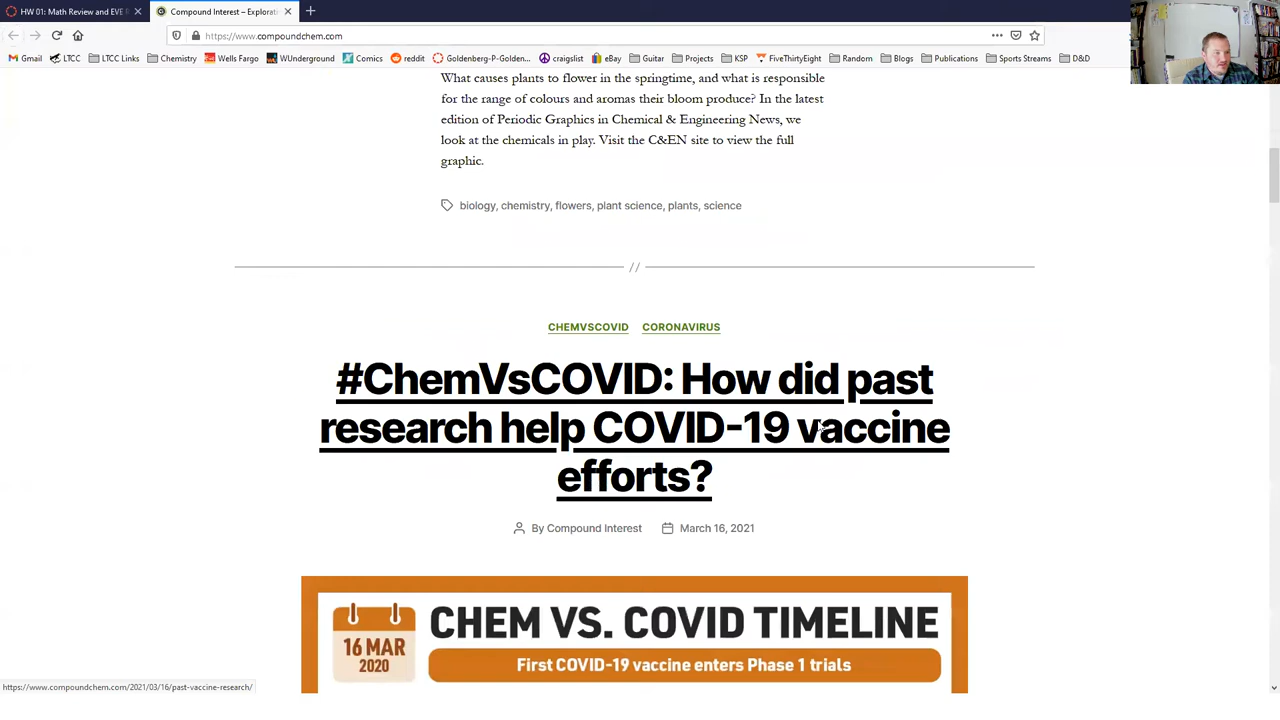 HW 01: Math Review and EVE R
Compound Interest – Explorati
https://www.compoundchem.com
Gmail
LTCC
LTCC Links
Chemistry
Wells Fargo
WUnderground
Comics
reddit
Goldenberg-P-Golden...
craigslist
eBay
Guitar
Projects
KSP
FiveThirtyEight
Random
Blogs
Publications
Sports Streams
D&D
What causes plants to flower in the springtime, and what is responsible
for the range of colours and aromas their bloom produce? In the latest
edition of Periodic Graphics in Chemical & Engineering News, we
look at the chemicals in play. Visit the C&EN site to view the full
graphic.
biology, chemistry, flowers, plant science, plants, science
//
CHEMVSCOVID CORONAVIRUS
#ChemVsCOVID: How did past
research help COVID-19 vaccine
efforts?
By Compound Interest March 16, 2021
16 MAR
2020
CHEM VS. COVID TIMELINE
First COVID-19 vaccine enters Phase 1 trials
https://www.compoundchem.com/2021/03/16/past-vaccine-research/